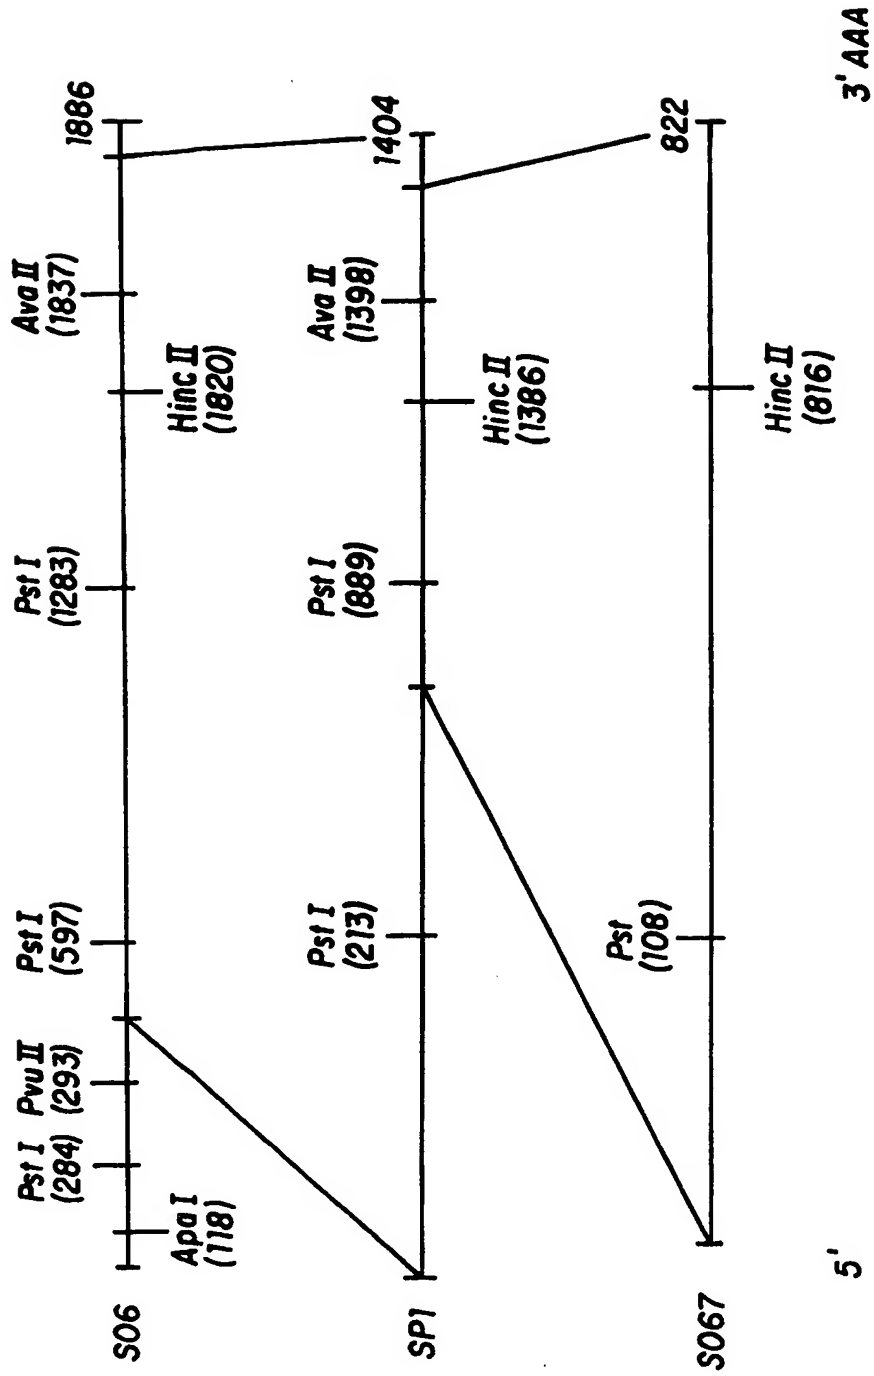 SO6
Apa I
(118)
Pst I
(284)
Pvu II
(293)
Pst I
(597)
Pst I
(1283)
Hinc II
(1820)
Ava II
(1837)
1886
SP1
Pst I
(213)
Pst I
(889)
Hinc II
(1386)
Ava II
(1398)
1404
SO67
Pst
(108)
Hinc II
(816)
822
5'
3' AAA